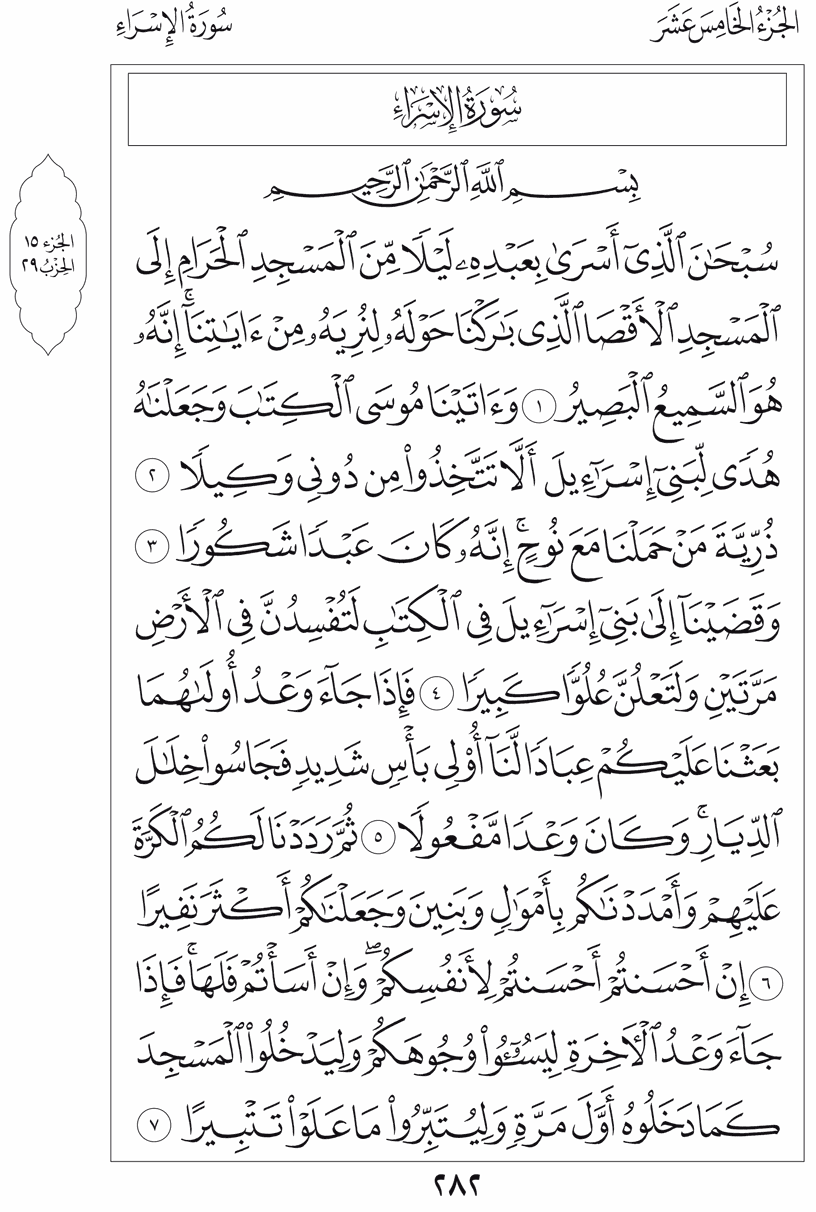 الجُزْءُ الخَامِسَ عَشَرَ
سُورَةُ الإِسْرَاءِ
سُورَةُ الإِسْرَاءِ
بِسْمِ ٱللَّهِ ٱلرَّحْمَٰنِ ٱلرَّحِيمِ
الجُزء ١٥
الحِزْبُ ٢٩
سُبْحَٰنَ ٱلَّذِىٓ أَسْرَىٰ بِعَبْدِهِۦ لَيْلًا مِّنَ ٱلْمَسْجِدِ ٱلْحَرَامِ إِلَى
ٱلْمَسْجِدِ ٱلْأَقْصَا ٱلَّذِى بَٰرَكْنَا حَوْلَهُۥ لِنُرِيَهُۥ مِنْ ءَايَٰتِنَآۚ إِنَّهُۥ
هُوَ ٱلسَّمِيعُ ٱلْبَصِيرُ ١ وَءَاتَيْنَا مُوسَى ٱلْكِتَٰبَ وَجَعَلْنَٰهُ
هُدًى لِّبَنِىٓ إِسْرَٰٓءِيلَ أَلَّا تَتَّخِذُوا۟ مِن دُونِى وَكِيلًا ٢
ذُرِّيَّةَ مَنْ حَمَلْنَا مَعَ نُوحٍۚ إِنَّهُۥ كَانَ عَبْدًا شَكُورًا ٣
وَقَضَيْنَآ إِلَىٰ بَنِىٓ إِسْرَٰٓءِيلَ فِى ٱلْكِتَٰبِ لَتُفْسِدُنَّ فِى ٱلْأَرْضِ
مَرَّتَيْنِ وَلَتَعْلُنَّ عُلُوًّا كَبِيرًا ٤ فَإِذَا جَآءَ وَعْدُ أُولَىٰهُمَا
بَعَثْنَا عَلَيْكُمْ عِبَادًا لَّنَآ أُو۟لِى بَأْسٍ شَدِيدٍ فَجَاسُوا۟ خِلَٰلَ
ٱلدِّيَارِۚ وَكَانَ وَعْدًا مَّفْعُولًا ٥ ثُمَّ رَدَدْنَا لَكُمُ ٱلْكَرَّةَ
عَلَيْهِمْ وَأَمْدَدْنَٰكُم بِأَمْوَٰلٍ وَبَنِينَ وَجَعَلْنَٰكُمْ أَكْثَرَ نَفِيرًا
٦ إِنْ أَحْسَنتُمْ أَحْسَنتُمْ لِأَنفُسِكُمْۖ وَإِنْ أَسَأْتُمْ فَلَهَاۚ فَإِذَا
جَآءَ وَعْدُ ٱلْءَاخِرَةِ لِيَسُۥٓـُٔوا۟ وُجُوهَكُمْ وَلِيَدْخُلُوا۟ ٱلْمَسْجِدَ
كَمَا دَخَلُوهُ أَوَّلَ مَرَّةٍ وَلِيُتَبِّرُوا۟ مَا عَلَوْا۟ تَتْبِيرًا ٧
٢٨٢